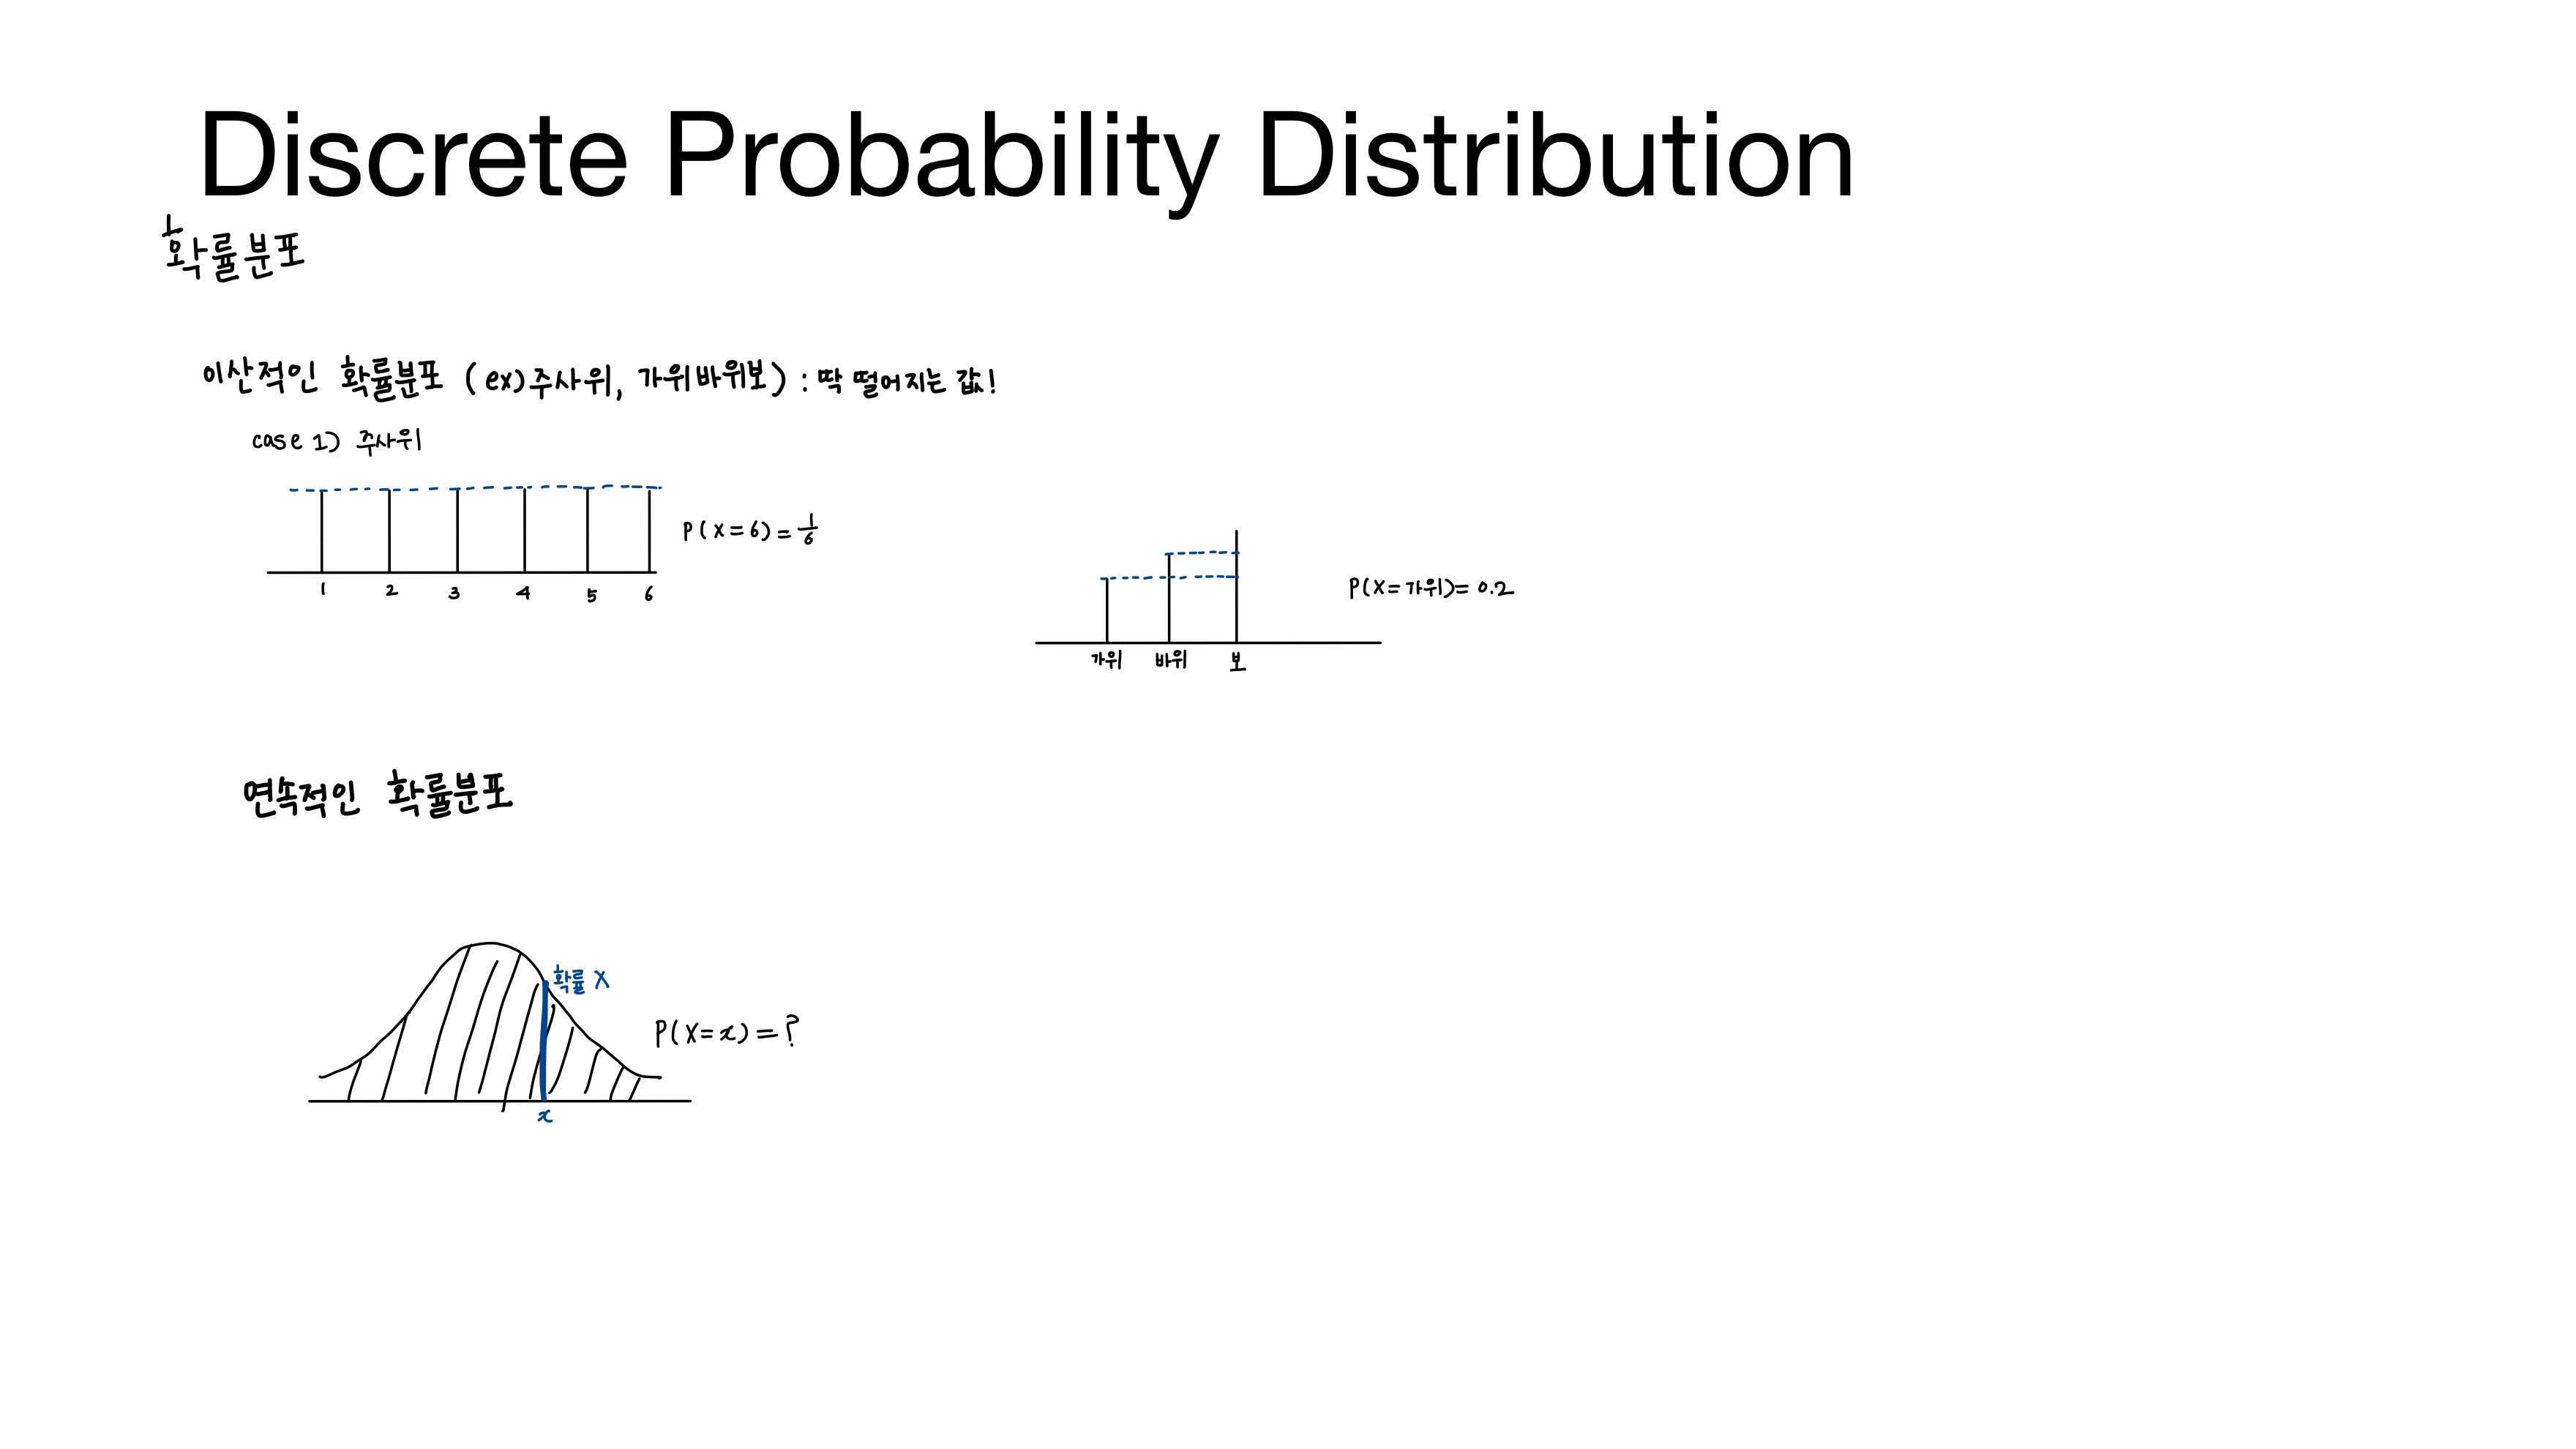 Discrete Probability Distribution
확률분포
이산적인 확률분포 (ex) 주사위, 가위바위보) : 딱 떨어지는 값!
case 1) 주사위
P(X=6) = 1/6
1 2 3 4 5 6
P(X=가위) = 0.2
가위 바위 보
연속적인 확률분포
확률 X
P(X=x) = ?
x